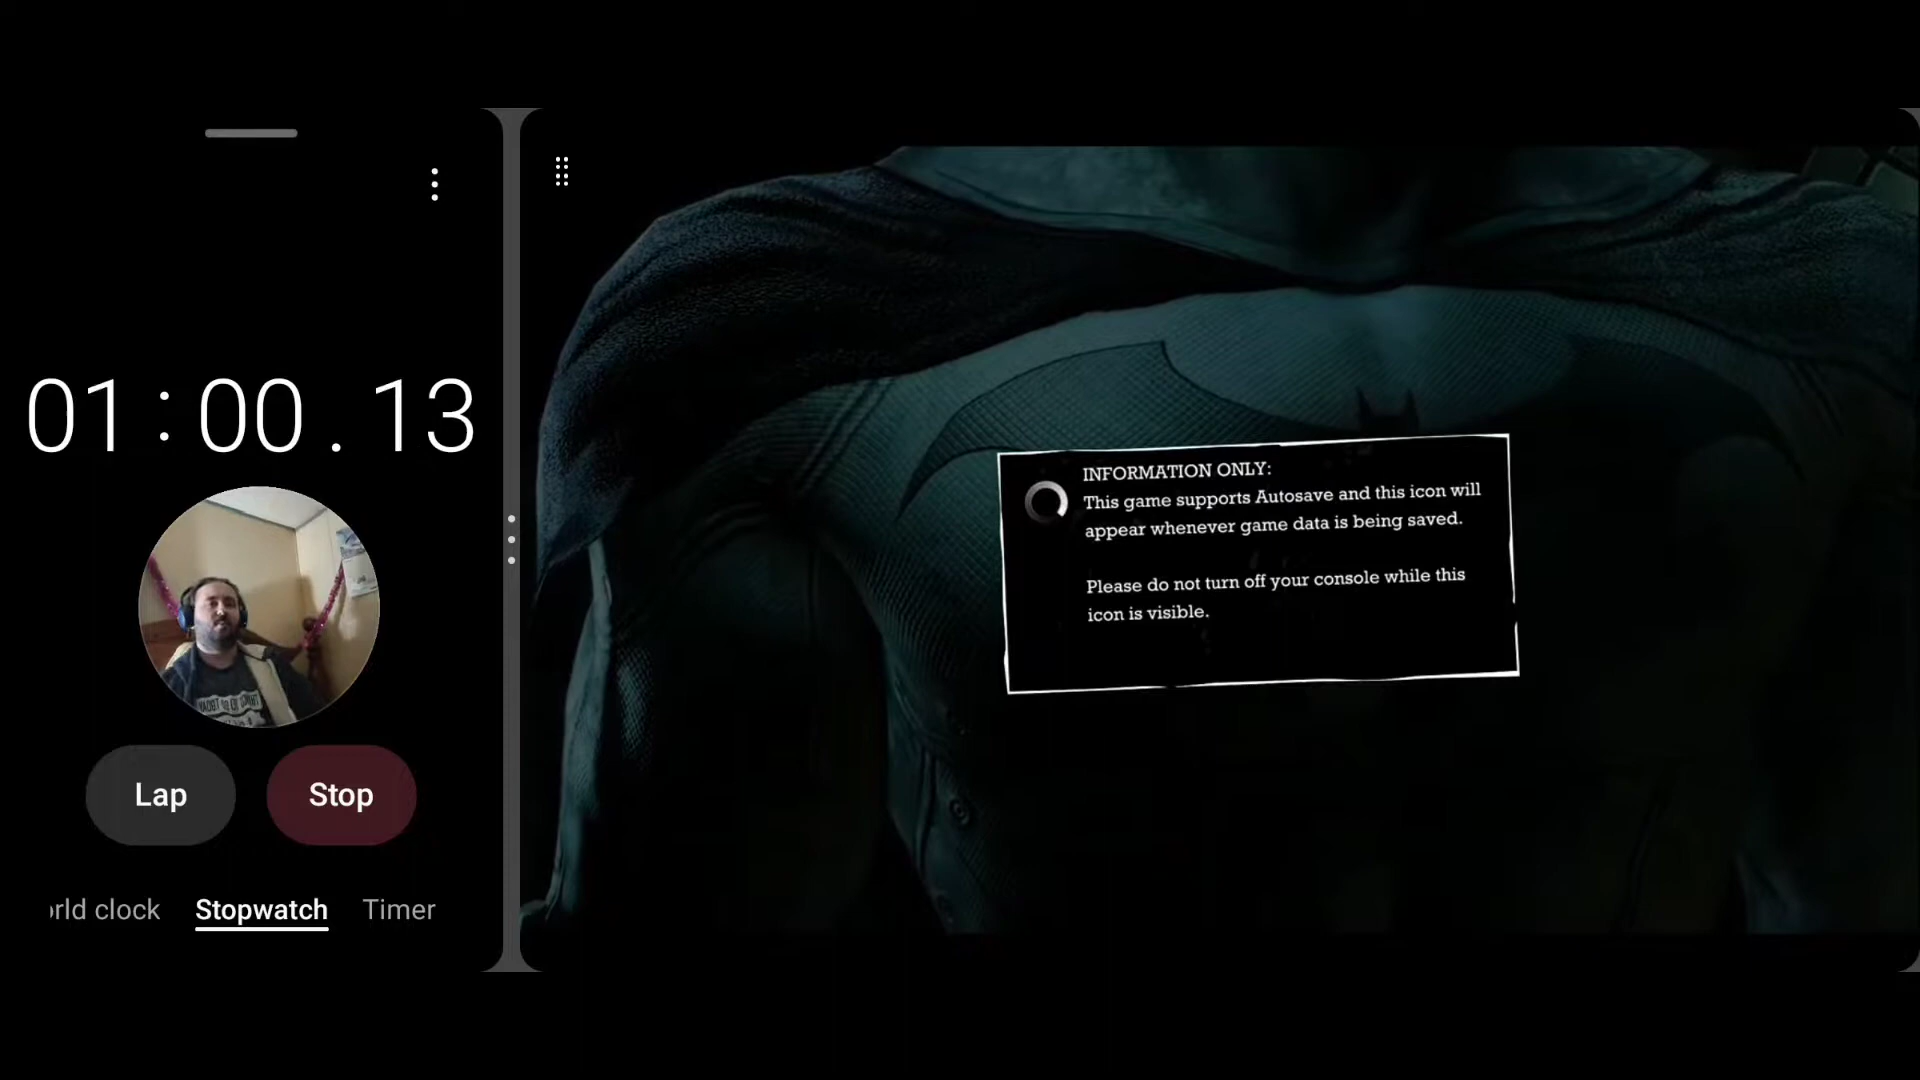 01:00.13
Lap
Stop
rld clock
Stopwatch
Timer
INFORMATION ONLY:
This game supports Autosave and this icon will
appear whenever game data is being saved.
Please do not turn off your console while this
icon is visible.